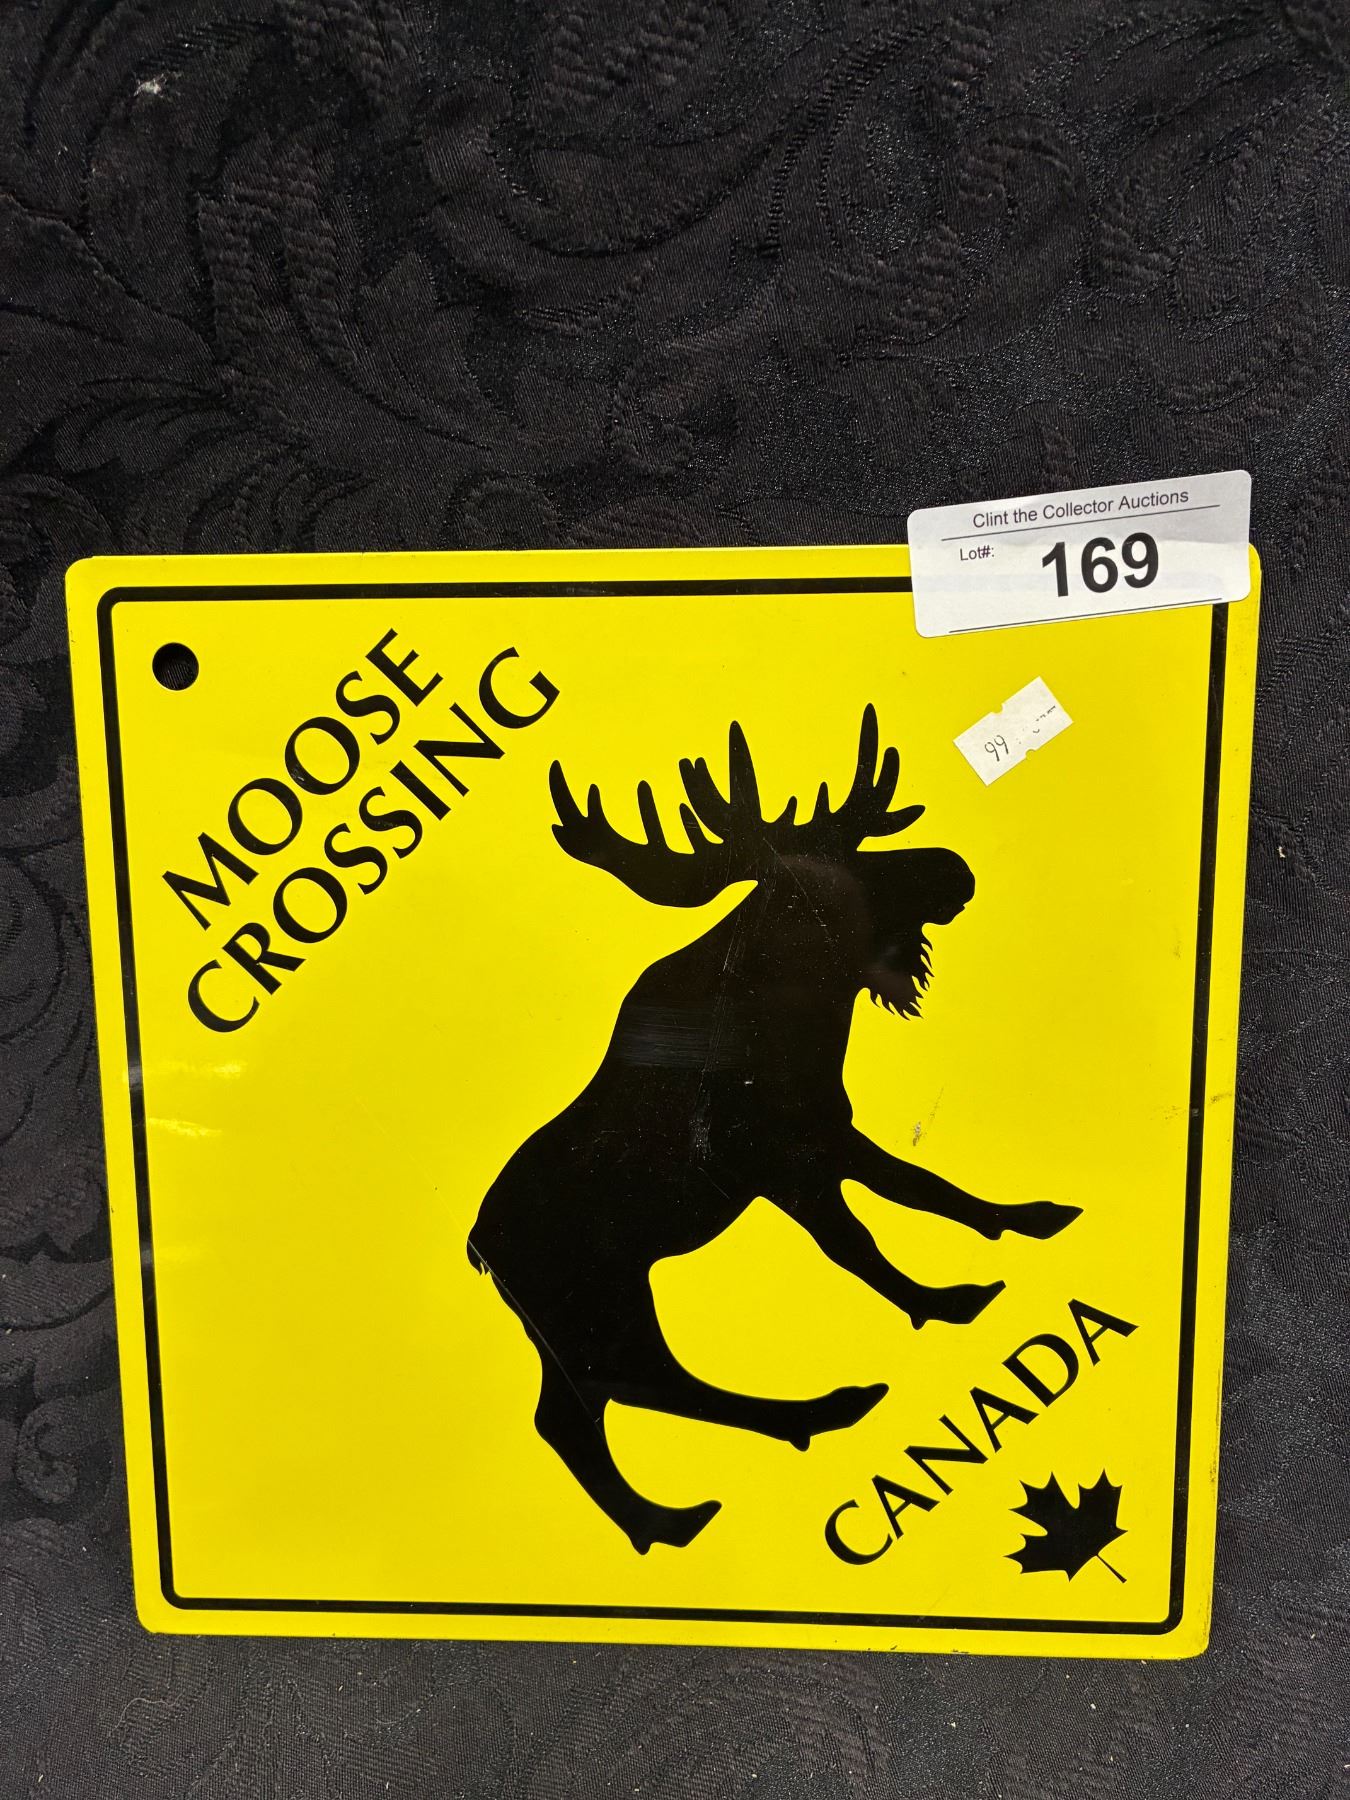 Clint the Collector Auctions
Lot#: 169
MOOSE
CROSSING
CANADA